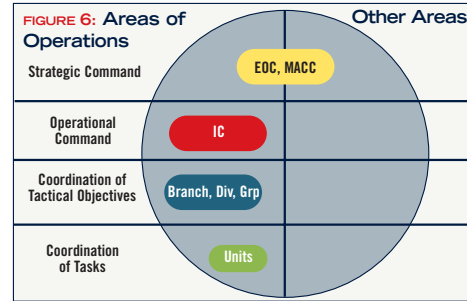 FIGURE 6: Areas of
Operations
Other Areas
Strategic Command
EOC, MACC
Operational
Command
IC
Coordination of
Tactical Objectives
Branch, Div, Grp
Coordination
of Tasks
Units